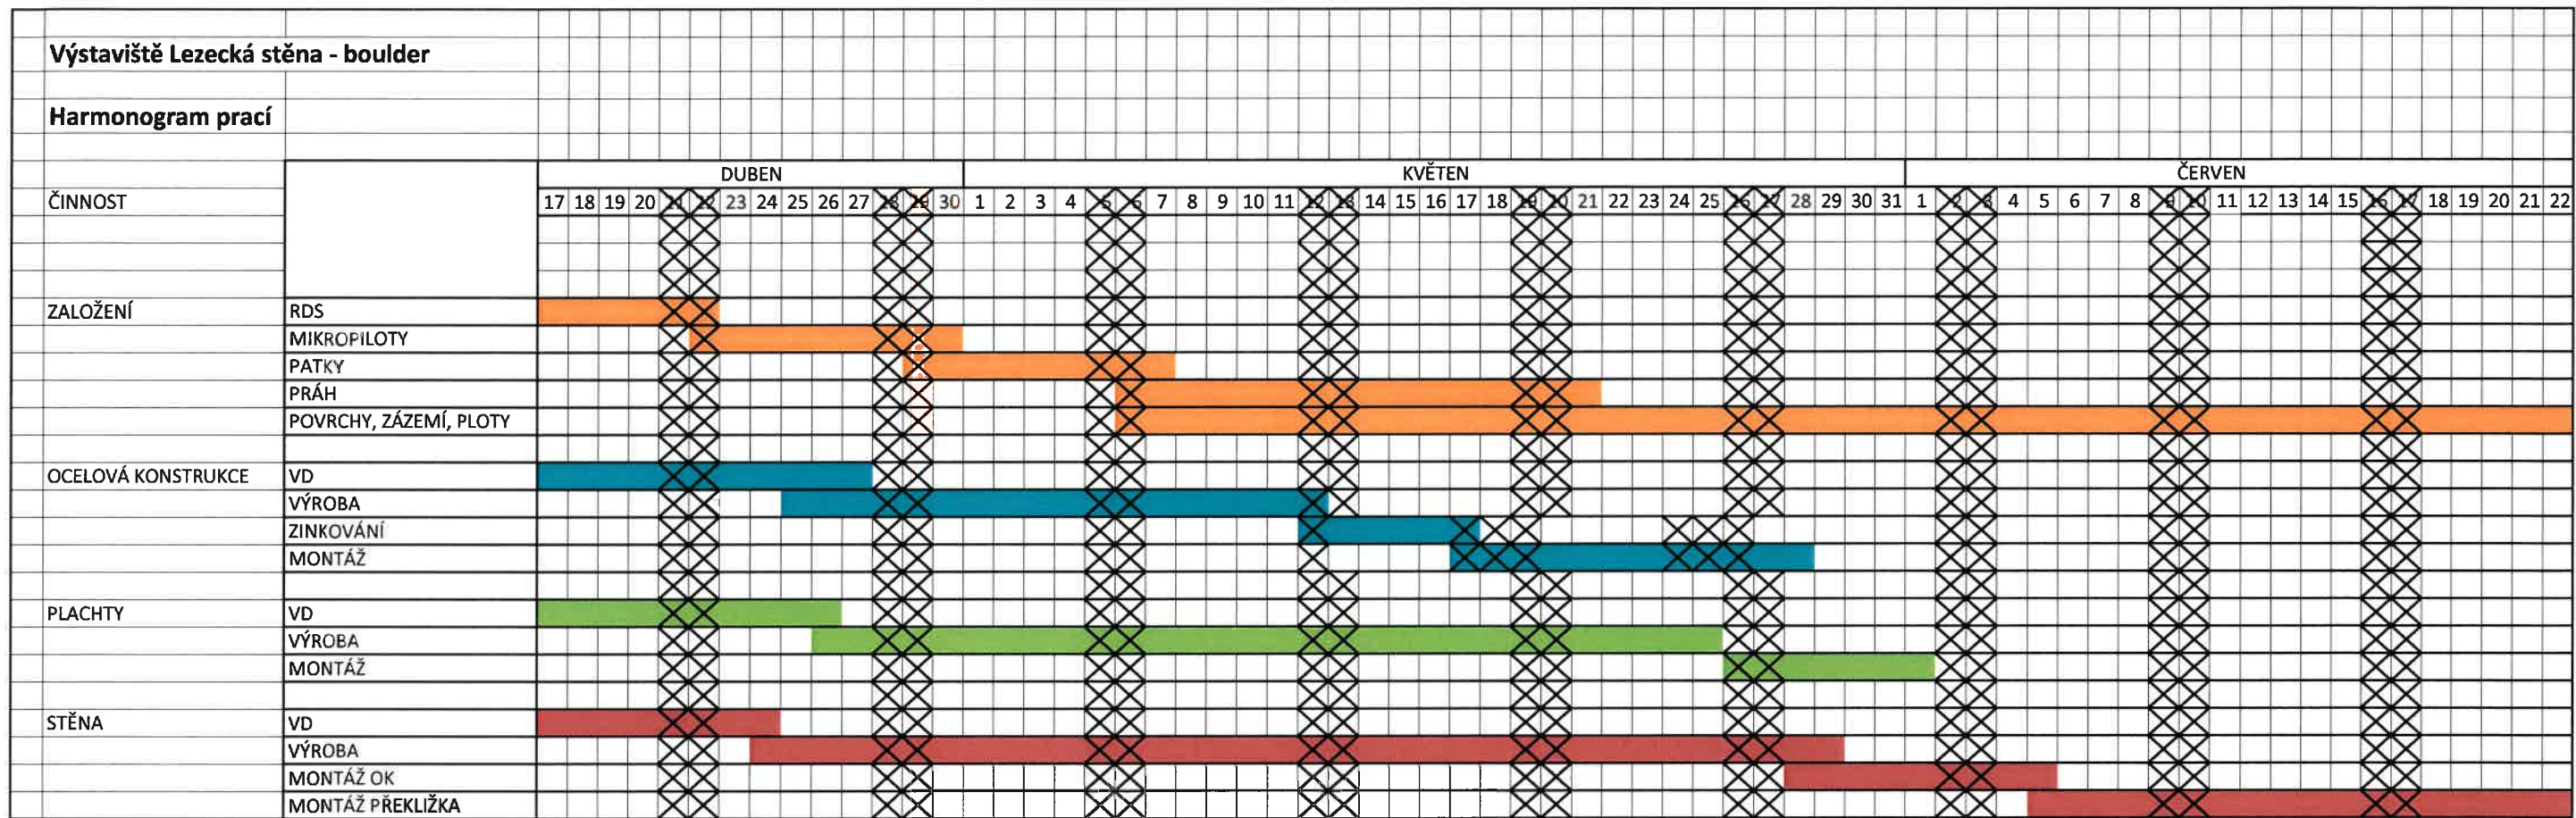 Výstaviště Lezecká stěna - boulder
Harmonogram prací
DUBEN KVĚTEN ČERVEN
ČINNOST 17 18 19 20 21 22 23 24 25 26 27 28 29 30 1 2 3 4 5 6 7 8 9 10 11 12 13 14 15 16 17 18 19 20 21 22 23 24 25 26 27 28 29 30 31 1 2 3 4 5 6 7 8 9 10 11 12 13 14 15 16 17 18 19 20 21 22
ZALOŽENÍ RDS
MIKROPILOTY
PATKY
PRÁH
POVRCHY, ZÁZEMÍ, PLOTY
OCELOVÁ KONSTRUKCE VD
VÝROBA
ZINKOVÁNÍ
MONTÁŽ
PLACHTY VD
VÝROBA
MONTÁŽ
STĚNA VD
VÝROBA
MONTÁŽ OK
MONTÁŽ PŘEKLIŽKA